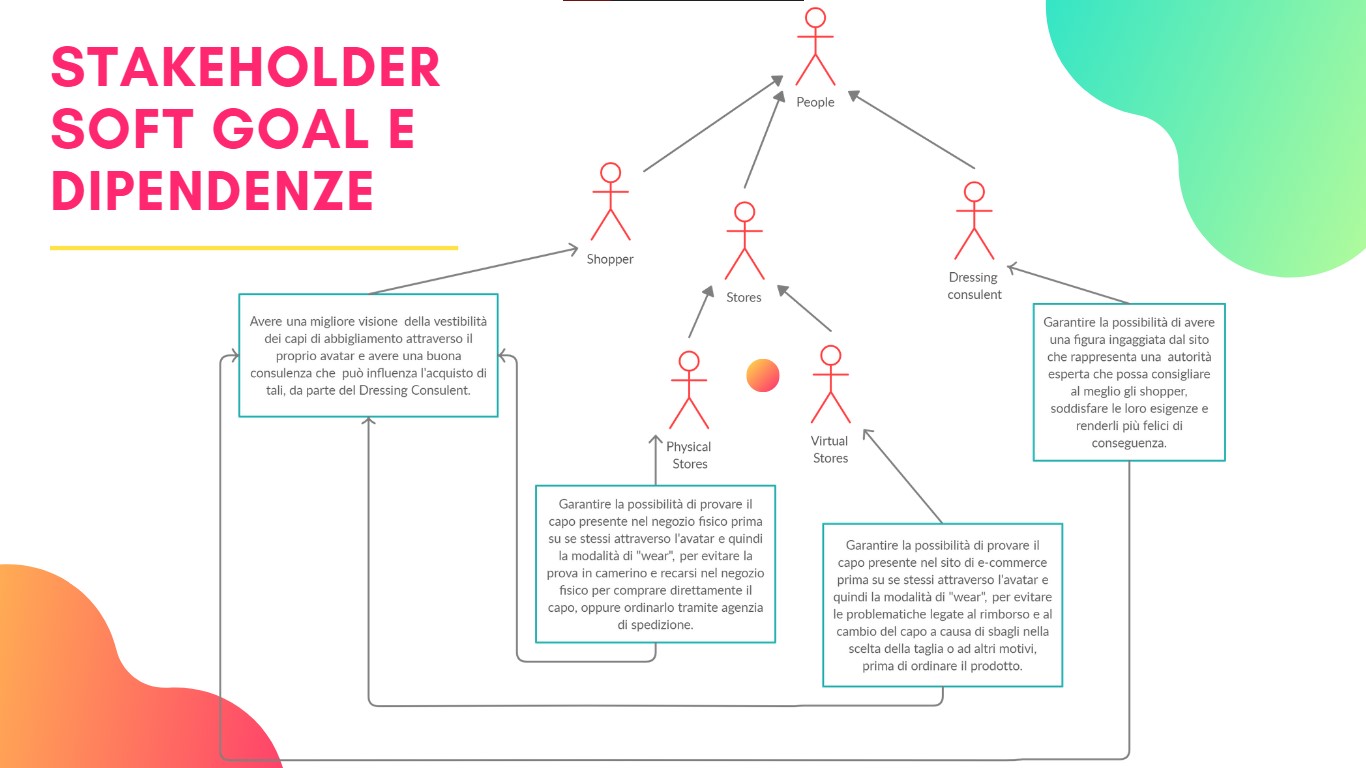 STAKEHOLDER
SOFT GOAL E
DIPENDENZE
People
Shopper
Stores
Dressing
consulent
Avere una migliore visione della vestibilità
dei capi di abbigliamento attraverso il
proprio avatar e avere una buona
consulenza che può influenza l'acquisto di
tali, da parte del Dressing Consulent.
Garantire la possibilità di avere
una figura ingaggiata dal sito
che rappresenta una autorità
esperta che possa consigliare
al meglio gli shopper,
soddisfare le loro esigenze e
renderli più felici di
conseguenza.
Physical
Stores
Virtual
Stores
Garantire la possibilità di provare il
capo presente nel negozio fisico prima
su se stessi attraverso l'avatar e quindi
la modalità di "wear", per evitare la
prova in camerino e recarsi nel negozio
fisico per comprare direttamente il
capo, oppure ordinarlo tramite agenzia
di spedizione.
Garantire la possibilità di provare il
capo presente nel sito di e-commerce
prima su se stessi attraverso l'avatar e
quindi la modalità di "wear", per evitare
le problematiche legate al rimborso e al
cambio del capo a causa di sbagli nella
scelta della taglia o ad altri motivi,
prima di ordinare il prodotto.